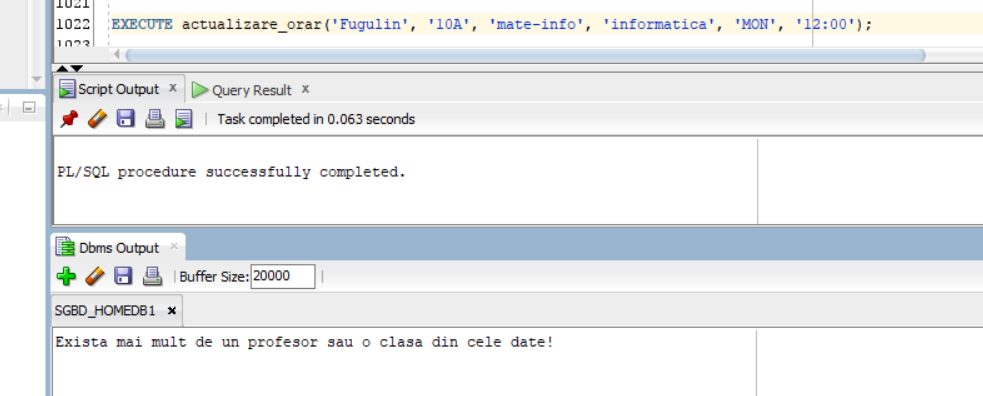 1021
1022 EXECUTE actualizare_orar('Fugulin', '10A', 'mate-info', 'informatica', 'MON', '12:00');
1023
Script Output x Query Result x
Task completed in 0.063 seconds
PL/SQL procedure successfully completed.
Dbms Output x
Buffer Size: 20000
SGBD_HOMEDB1 x
Exista mai mult de un profesor sau o clasa din cele date!